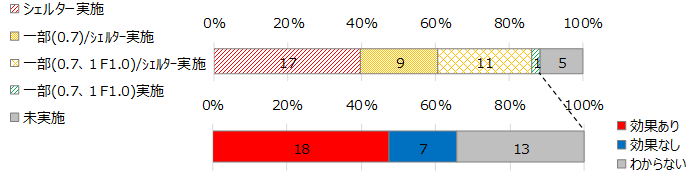 シェルター実施
一部(0.7)/ｼｪﾙﾀｰ実施
一部(0.7、１F1.0)/ｼｪﾙﾀｰ実施
一部(0.7、１F1.0)実施
未実施
0% 20% 40% 60% 80% 100%
17 9 11 1 5
0% 20% 40% 60% 80% 100%
18 7 13
効果あり
効果なし
わからない